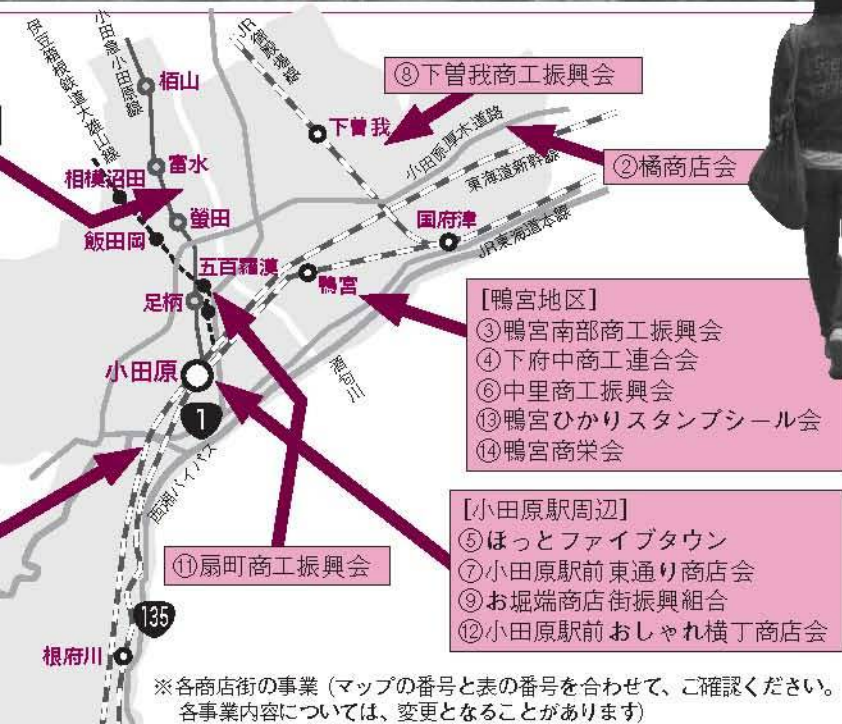 伊豆箱根鉄道大雄山線
小田急小田原線
JR御殿場線
栢山
⑧下曽我商工振興会
下曽我
小田原厚木道路
富水
東海道新幹線
②橘商店会
相模沼田
螢田
国府津
飯田岡
JR東海道本線
五百羅漢
鴨宮
足柄
[鴨宮地区]
③鴨宮南部商工振興会
④下府中商工連合会
⑥中里商工振興会
⑬鴨宮ひかりスタンプシール会
⑭鴨宮商栄会
酒匂川
小田原
1
西湘バイパス
[小田原駅周辺]
⑤ほっとファイブタウン
⑦小田原駅前東通り商店会
⑨お堀端商店街振興組合
⑫小田原駅前おしゃれ横丁商店会
⑪扇町商工振興会
135
根府川
※各商店街の事業(マップの番号と表の番号を合わせて、ご確認ください。
各事業内容については、変更となることがあります)